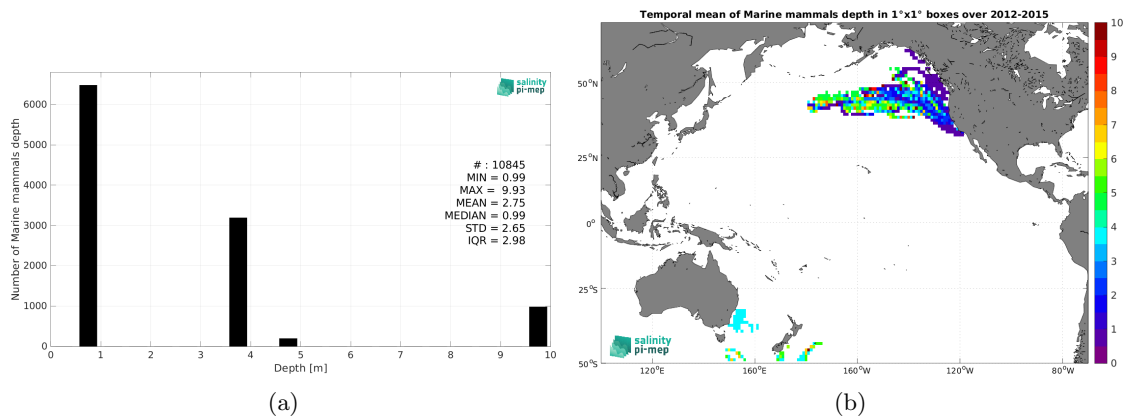 salinity
pi-mep
Number of Marine mammals depth
6000
5000
4000
3000
2000
1000
0
# : 10845
MIN = 0.99
MAX = 9.93
MEAN = 2.75
MEDIAN = 0.99
STD = 2.65
IQR = 2.98
0 1 2 3 4 5 6 7 8 9 10
Depth [m]
(a)
Temporal mean of Marine mammals depth in 1°x1° boxes over 2012-2015
50°N
25°N
0°
25°S
50°S
120°E 160°E 160°W 120°W 80°W
salinity
pi-mep
10
9
8
7
6
5
4
3
2
1
0
(b)